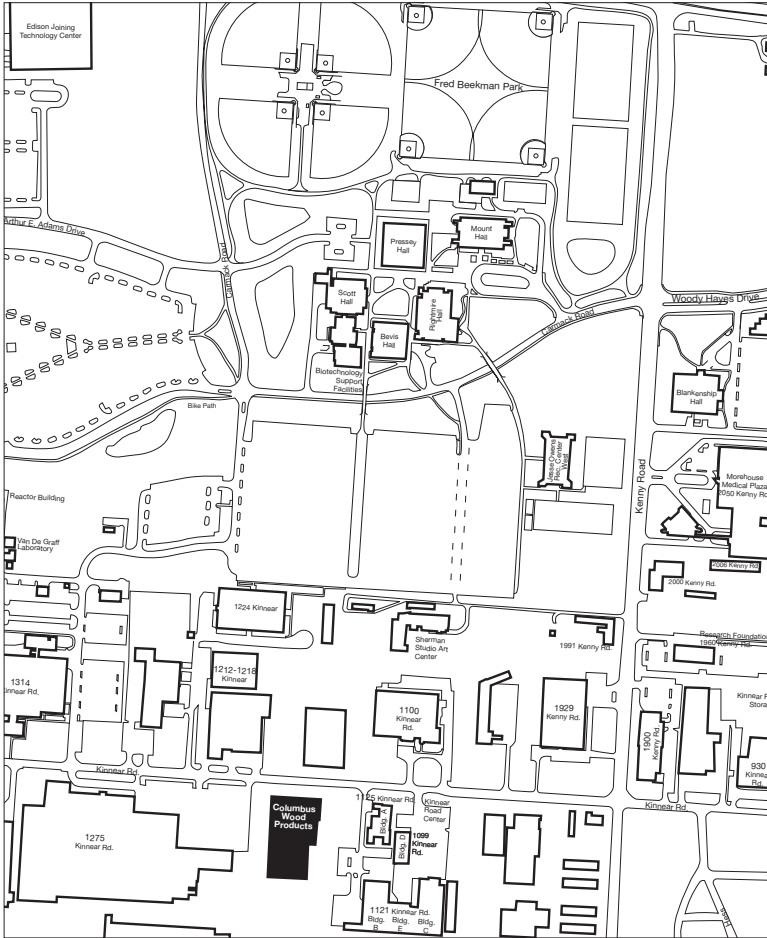 Edison Joining
Technology Center
Fred Beekman Park
Arthur E. Adams Drive
Carmack Road
Pressey
Hall
Mount
Hall
Scott
Hall
Rightmire
Hall
Bevis
Hall
Carmack Road
Woody Hayes Drive
Biotechnology
Support
Facilities
Bike Path
Blankenship
Hall
Jesse Owens
Rec. Center
West
Kenny Road
Morehouse
Medical Plaza
2050 Kenny Rd.
Reactor Building
Van De Graff
Laboratory
2006 Kenny Rd.
2000 Kenny Rd.
1224 Kinnear
Sherman
Studio Art
Center
1991 Kenny Rd.
Research Foundation
1960 Kenny Rd.
1314
Kinnear Rd.
1212-1218
Kinnear
1100
Kinnear
Rd.
1929
Kenny Rd.
1900
Kenny Rd.
Kinnear R
Stora
930
Kinnea
Rd.
Kinnear Rd.
Kinnear Rd.
1275
Kinnear Rd.
Columbus
Wood
Products
1125 Kinnear Rd.
Bldg. A
Kinnear
Road
Center
Bldg. D
1099
Kinnear
Rd.
1121 Kinnear Rd.
Bldg. B
Bldg. E
Bldg. C
Hess